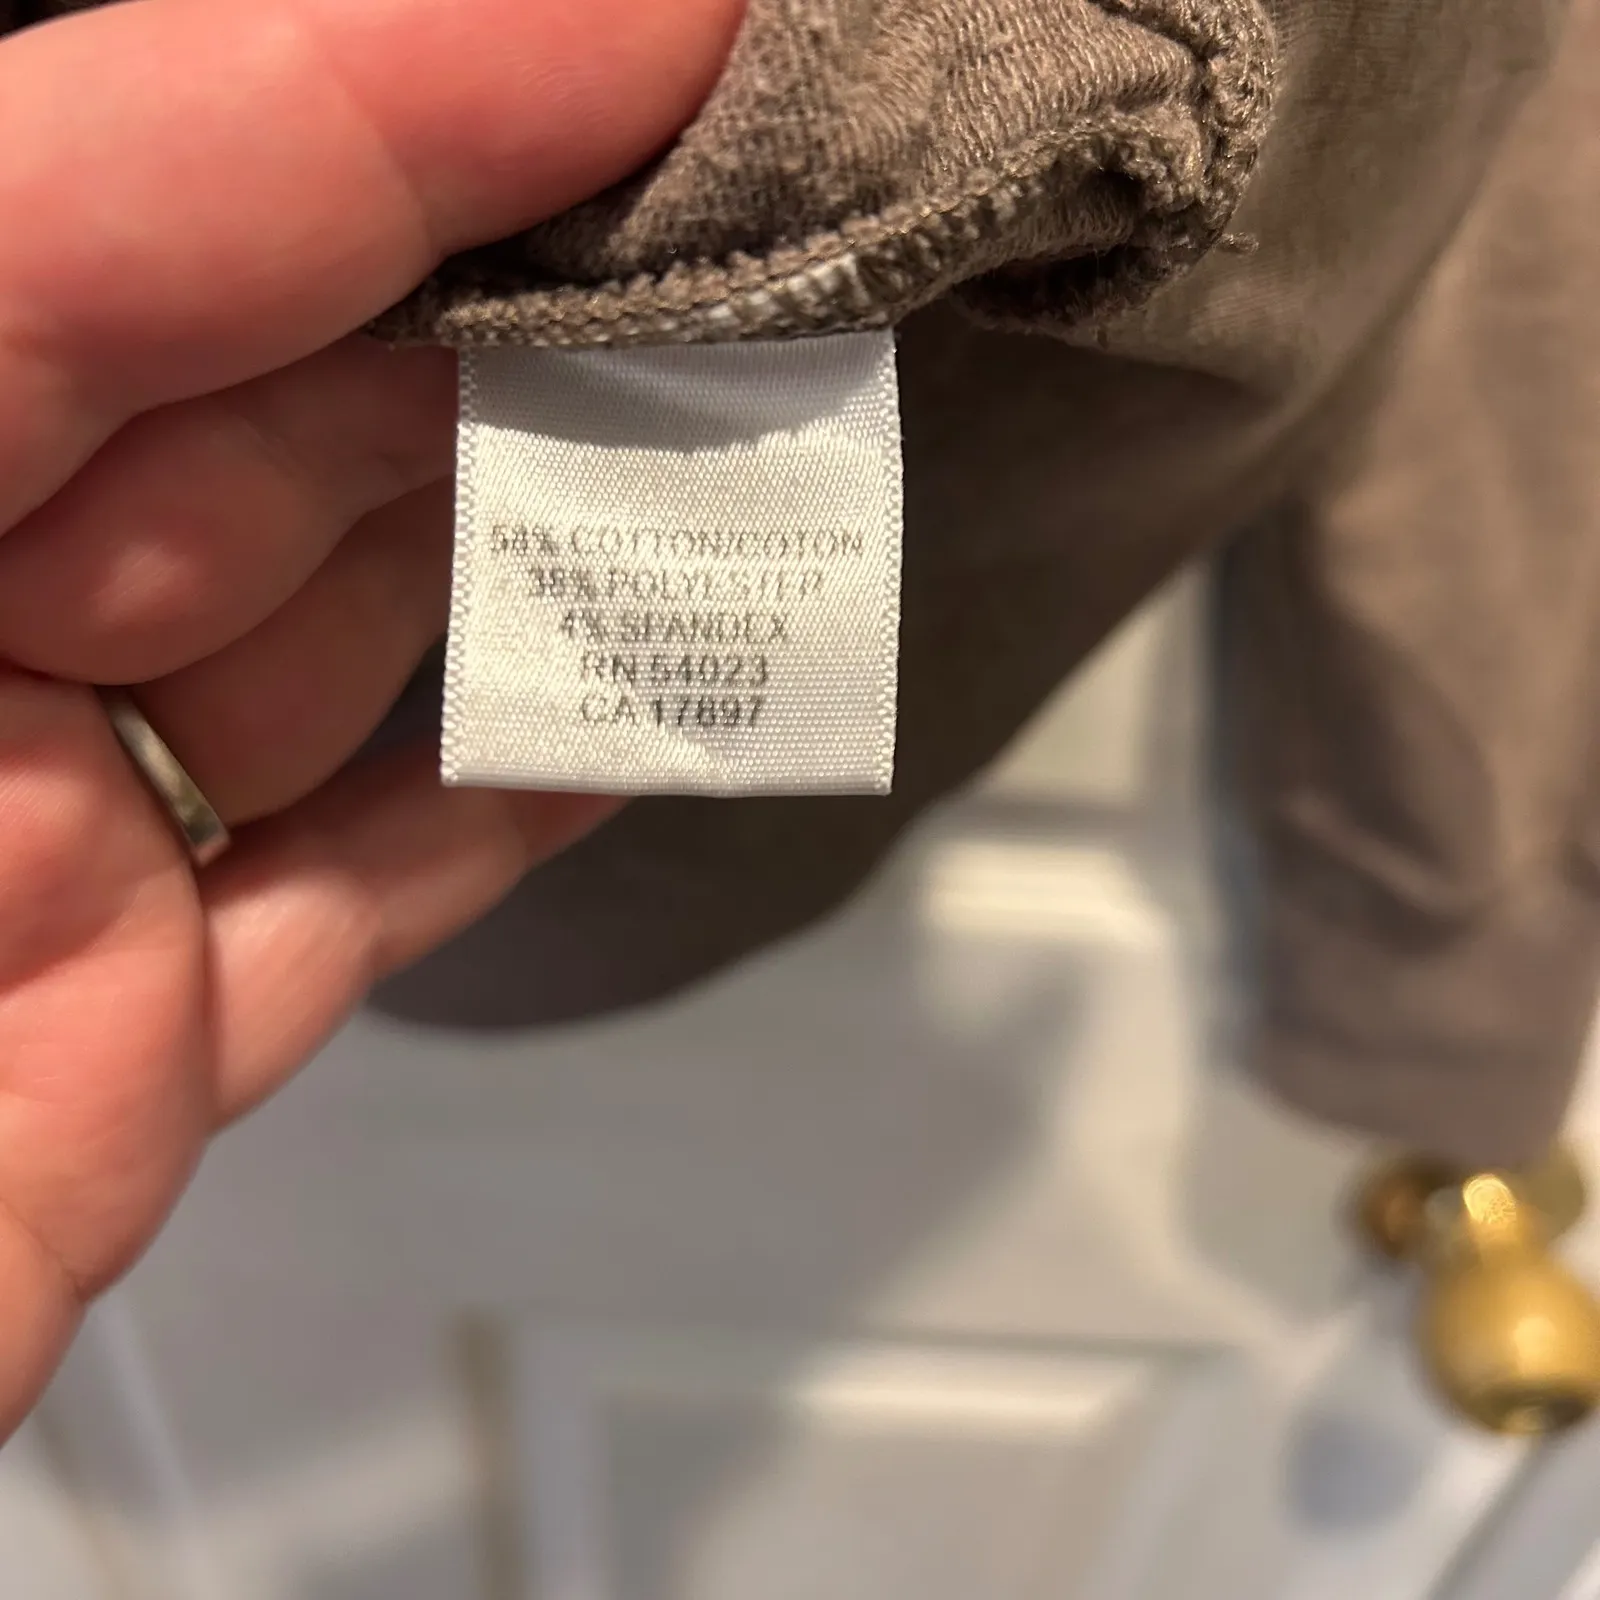 58% COTTON/COTON
38% POLYESTER
4% SPANDEX
RN 54023
CA 17897